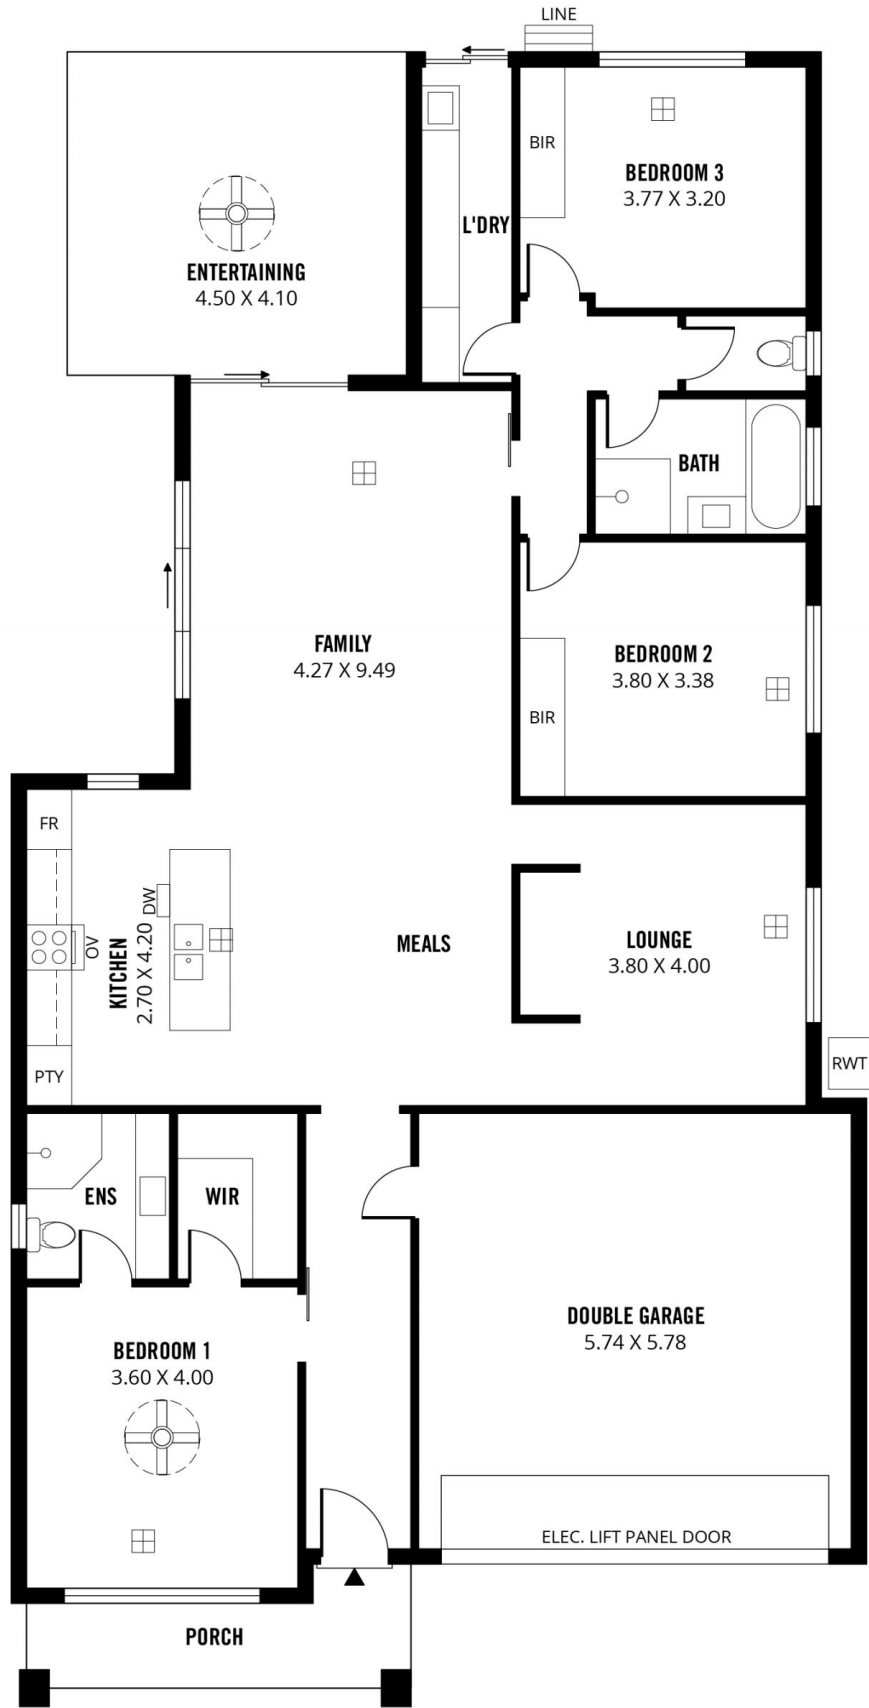 LINE
BIR
BEDROOM 3
3.77 X 3.20
L'DRY
ENTERTAINING
4.50 X 4.10
BATH
FAMILY
4.27 X 9.49
BEDROOM 2
3.80 X 3.38
BIR
FR
DW
OV
KITCHEN
2.70 X 4.20
MEALS
LOUNGE
3.80 X 4.00
PTY
RWT
ENS
WIR
BEDROOM 1
3.60 X 4.00
DOUBLE GARAGE
5.74 X 5.78
ELEC. LIFT PANEL DOOR
PORCH